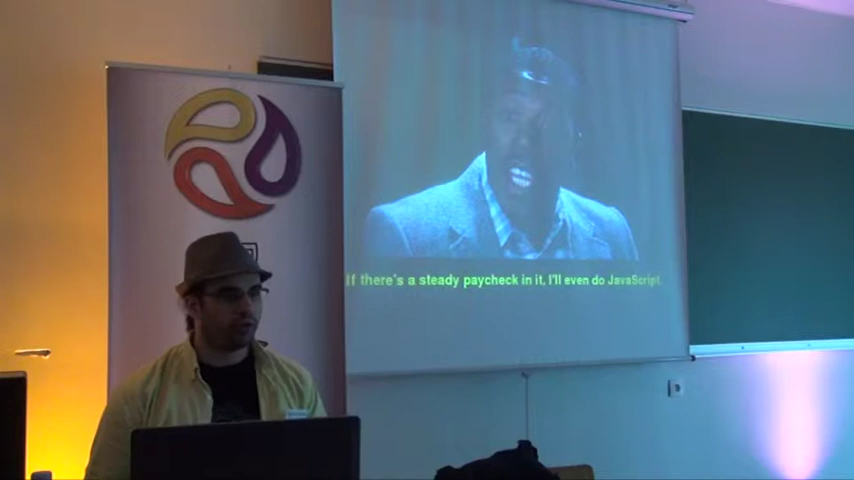 If there's a steady paycheck in it, I'll even do JavaScript.